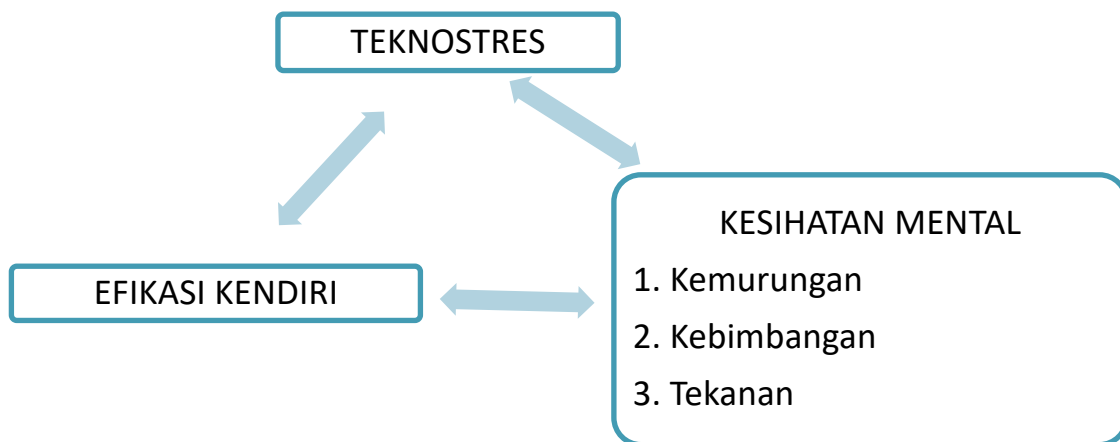 TEKNOSTRES
EFIKASI KENDIRI
KESIHATAN MENTAL
1. Kemurungan
2. Kebimbangan
3. Tekanan